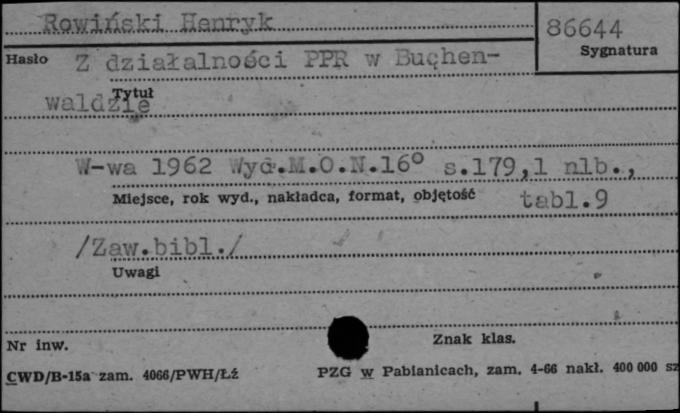 Rowiński Henryk
86644
Hasło
Sygnatura
Z działalności PPR w Buchen-
Tytuł
waldzie
W-wa 1962 Wyd.M.O.N.16° s.179,1 nlb.,
Miejsce, rok wyd., nakładca, format, objętość
tabl.9
/Zaw.bibl./
Uwagi
Nr inw.
Znak klas.
CWD/B-15a zam. 4066/PWH/Łź
PZG w Pabianicach, zam. 4-66 nakł. 400 000 sz